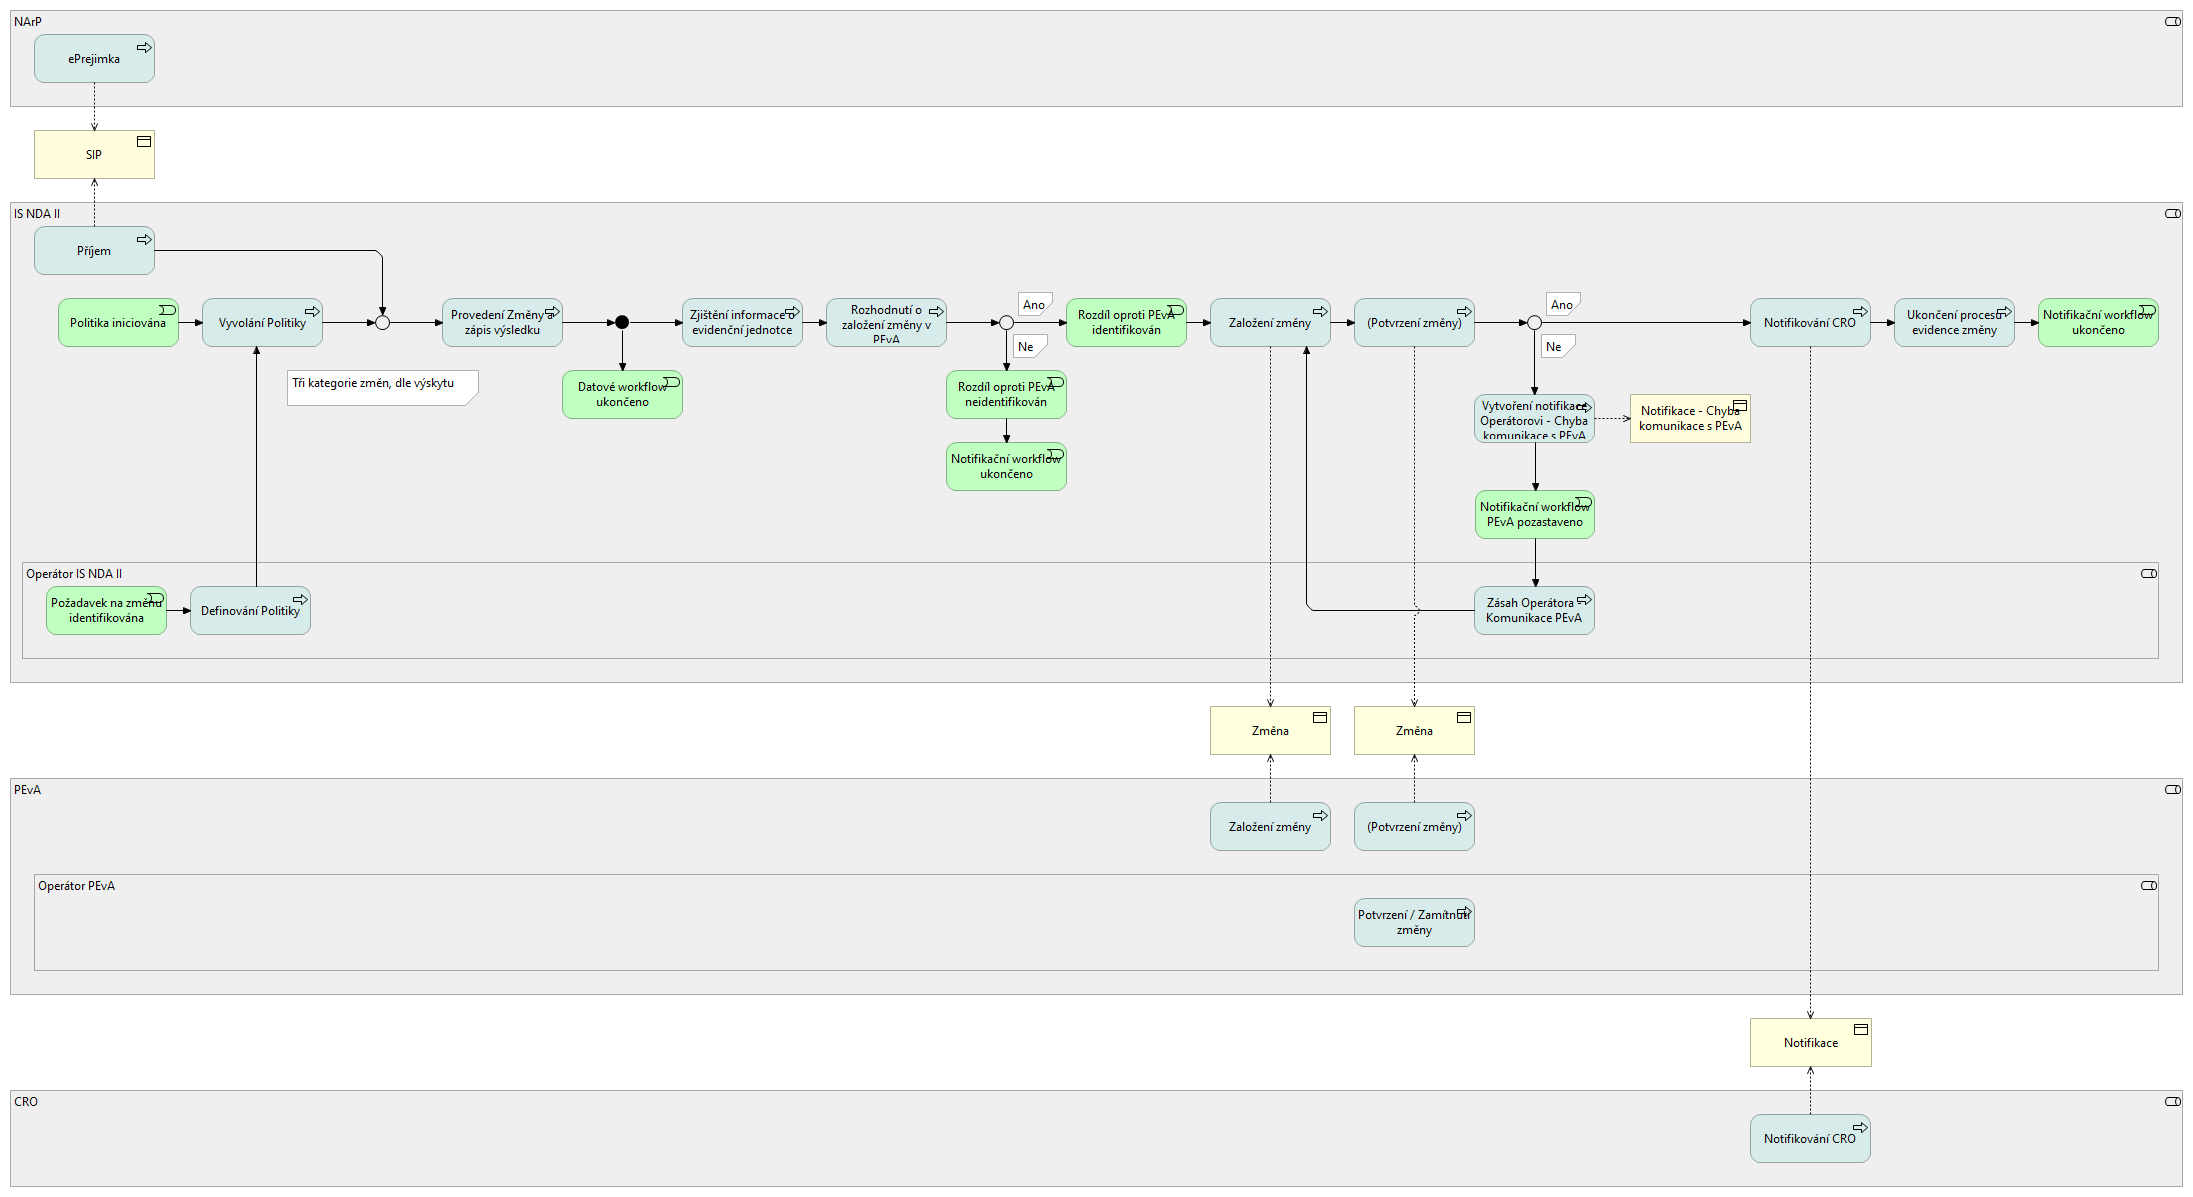 NArP
ePrejimka
SIP
IS NDA II
Příjem
Politika iniciována
Vyvolání Politiky
Provedení Změny a
zápis výsledku
Zjištění informace o
evidenční jednotce
Rozhodnutí o
založení změny v
PEvA
Ano
Ne
Rozdíl oproti PEvA
identifikován
Založení změny
(Potvrzení změny)
Ano
Ne
Notifikování CRO
Ukončení procesu
evidence změny
Notifikační workflow
ukončeno
Tři kategorie změn, dle výskytu
Datové workflow
ukončeno
Rozdíl oproti PEvA
neidentifikován
Notifikační workflow
ukončeno
Vytvoření notifikace
Operátorovi - Chyba
komunikace s PEvA
Notifikace - Chyba
komunikace s PEvA
Notifikační workflow
PEvA pozastaveno
Operátor IS NDA II
Požadavek na změnu
identifikována
Definování Politiky
Zásah Operátora -
Komunikace PEvA
Změna
Změna
PEvA
Založení změny
(Potvrzení změny)
Operátor PEvA
Potvrzení / Zamítnutí
změny
Notifikace
CRO
Notifikování CRO